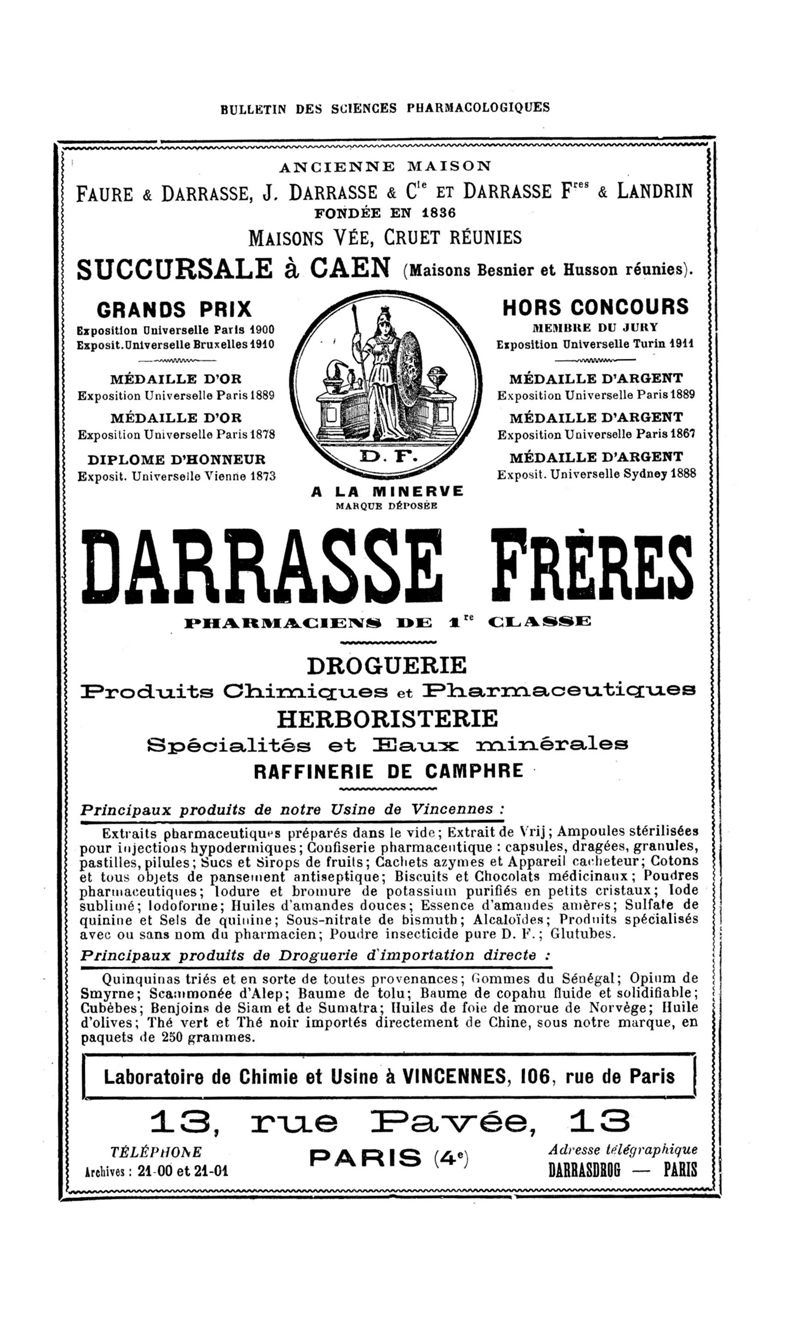 BULLETIN DES SCIENCES PHARMACOLOGIQUES
ANCIENNE MAISON
FAURE & DARRASSE, J. DARRASSE & Cie ET DARRASSE Fres & LANDRIN
FONDÉE EN 1836
MAISONS VÉE, CRUET RÉUNIES
SUCCURSALE à CAEN (Maisons Besnier et Husson réunies).
GRANDS PRIX
Exposition Universelle Paris 1900
Exposit. Universelle Bruxelles 1910
MÉDAILLE D'OR
Exposition Universelle Paris 1889
MÉDAILLE D'OR
Exposition Universelle Paris 1878
DIPLOME D'HONNEUR
Exposit. Universelle Vienne 1873
D. F.
A LA MINERVE
MARQUE DÉPOSÉE
HORS CONCOURS
MEMBRE DU JURY
Exposition Universelle Turin 1911
MÉDAILLE D'ARGENT
Exposition Universelle Paris 1889
MÉDAILLE D'ARGENT
Exposition Universelle Paris 1867
MÉDAILLE D'ARGENT
Exposit. Universelle Sydney 1888
DARRASSE FRÈRES
PHARMACIENS DE 1re CLASSE
DROGUERIE
Produits Chimiques et Pharmaceutiques
HERBORISTERIE
Spécialités et Eaux minérales
RAFFINERIE DE CAMPHRE
Principaux produits de notre Usine de Vincennes :
Extraits pharmaceutiques préparés dans le vide; Extrait de Vrij; Ampoules stérilisées
pour injections hypodermiques; Confiserie pharmaceutique : capsules, dragées, granules,
pastilles, pilules; Sucs et Sirops de fruits; Cachets azymes et Appareil cacheteur; Cotons
et tous objets de pansement antiseptique; Biscuits et Chocolats médicinaux; Poudres
pharmaceutiques; Iodure et bromure de potassium purifiés en petits cristaux; Iode
sublimé; Iodoforme; Huiles d'amandes douces; Essence d'amandes amères; Sulfate de
quinine et Sels de quinine; Sous-nitrate de bismuth; Alcaloïdes; Produits spécialisés
avec ou sans nom du pharmacien; Poudre insecticide pure D. F.; Glutubes.
Principaux produits de Droguerie d'importation directe :
Quinquinas triés et en sorte de toutes provenances; Gommes du Sénégal; Opium de
Smyrne; Scammonée d'Alep; Baume de tolu; Baume de copahu fluide et solidifiable;
Cubèbes; Benjoins de Siam et de Sumatra; Huiles de foie de morue de Norvège; Huile
d'olives; Thé vert et Thé noir importés directement de Chine, sous notre marque, en
paquets de 250 grammes.
Laboratoire de Chimie et Usine à VINCENNES, 106, rue de Paris
13, rue Pavée, 13
TÉLÉPHONE
Archives : 21-00 et 21-01
PARIS (4e)
Adresse télégraphique
DARRASDROG — PARIS